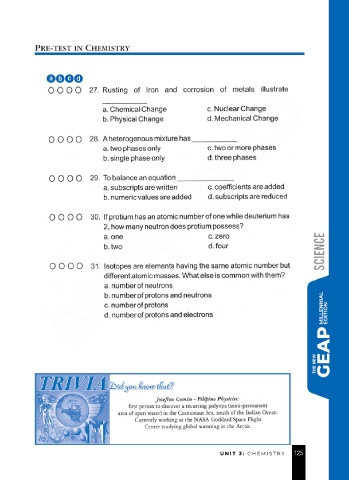 PRE-TEST IN CHEMISTRY
a b c d
27. Rusting of Iron and corrosion of metals illustrate
____________
a. Chemical Change c. Nuclear Change
b. Physical Change d. Mechanical Change
28. A heterogenous mixture has ____________
a. two phases only c. two or more phases
b. single phase only d. three phases
29. To balance an equation ____________
a. subscripts are written c. coefficients are added
b. numeric values are added d. subscripts are reduced
30. If protium has an atomic number of one while deuterium has
2, how many neutron does protium possess?
a. one c. zero
b. two d. four
31. Isotopes are elements having the same atomic number but
different atomic masses. What else is common with them?
a. number of neutrons
b. number of protons and neutrons
c. number of protons
d. number of protons and electrons
SCIENCE
THE NEW
GEAP MILLENNIAL
EDITION
TRIVIA Did you know that?
Josefino Comiso - Filipino Physicist:
first person to discover a recurring polynya (semi-permanent
area of open water) in the Cosmonaut Sea, south of the Indian Ocean.
Currently working at the NASA Goddard Space Flight
Center studying global warming in the Arctic.
UNIT 3: CHEMISTRY 125